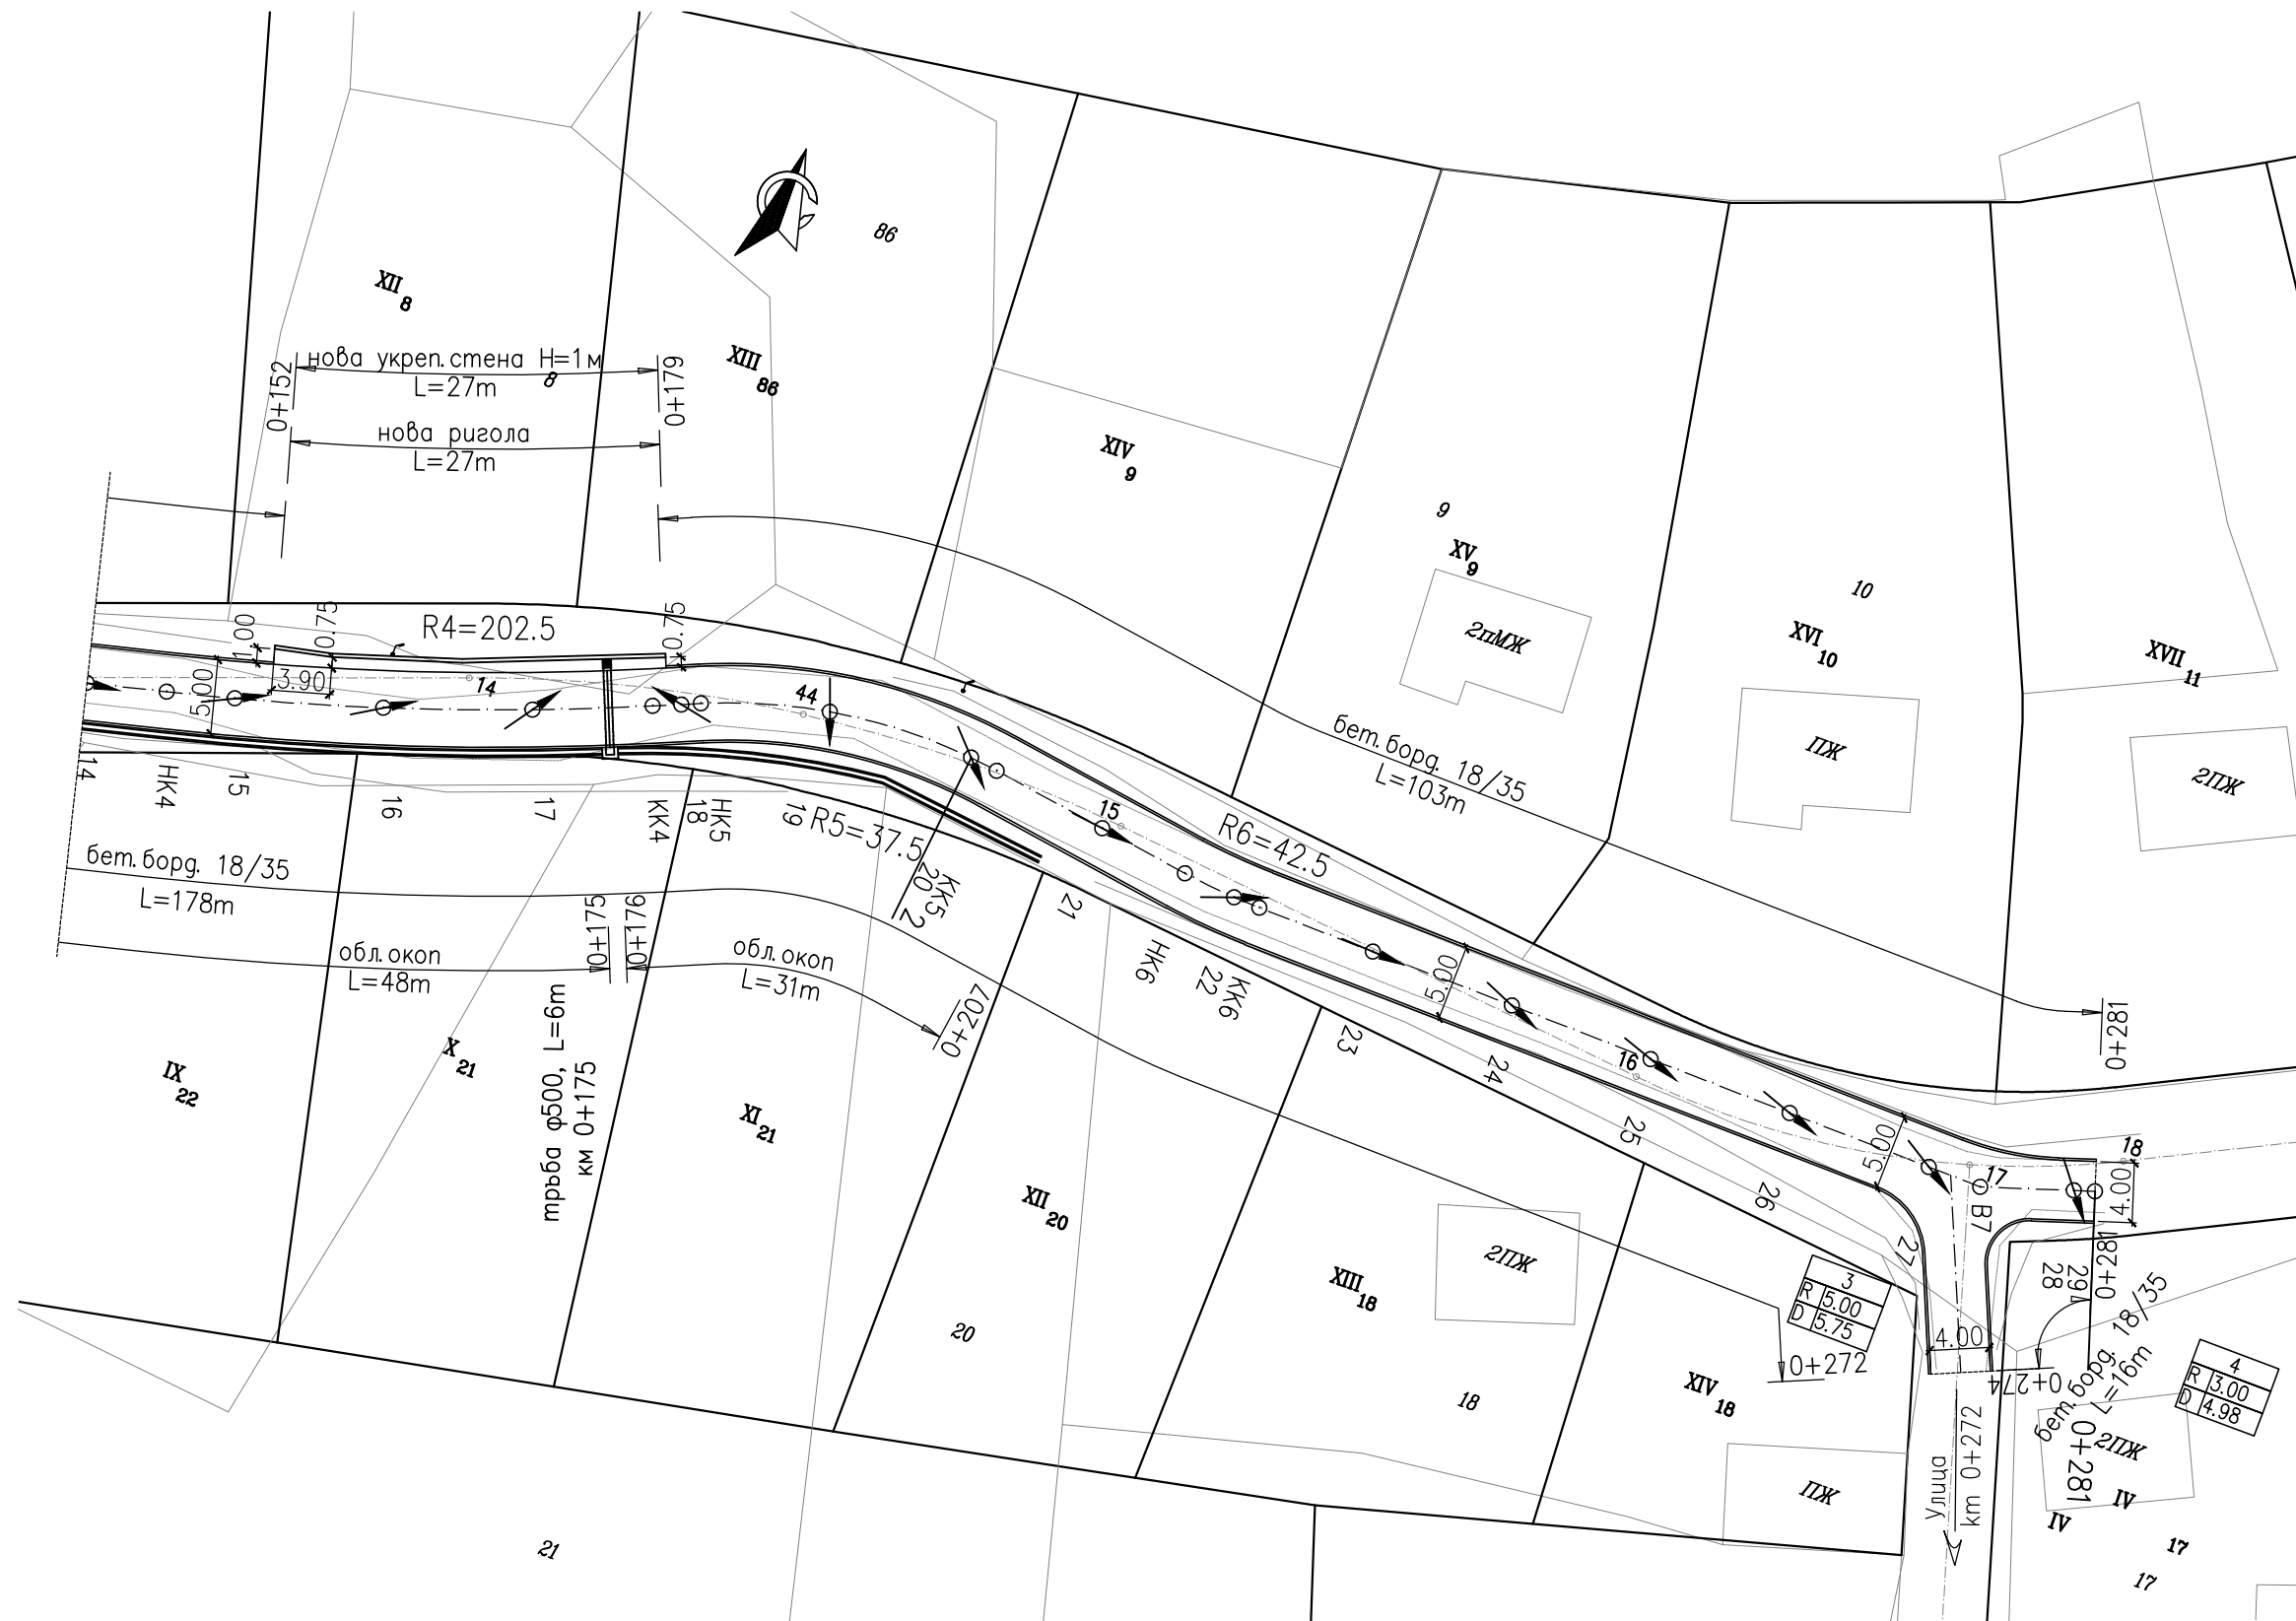 86
XII 8
нова укреп.стена H=1м
L=27m
8
0+152
0+179
XIII 86
нова ригола
L=27m
XIV 9
9
XV 9
10
XVI 10
XVII 11
2пМЖ
ПЖ
2ПЖ
1.00
0.75
R4=202.5
0.75
5.00
3.90
14
44
15
R6=42.5
бет.борд. 18/35
L=103m
14
НК4
15
16
17
КК4
18
НК5
19
R5=37.5
20
КК5
2
21
НК6
22
КК6
23
24
25
26
27
28
29
5.00
16
5.00
17
18
4.00
В7
0+281
бет.борд. 18/35
L=178m
обл.окоп
L=48m
0+175
0+176
обл.окоп
L=31m
0+207
тръба ф500, L=6m
км 0+175
IX 22
X 21
XI 21
XII 20
20
XIII 18
2ПЖ
18
XIV 18
ПЖ
21
3
R 5.00
D 5.75
0+272
4.00
0+274
0+281
бет.борд. 18/35
L=16m
0+281
Улица
km 0+272
4
R 3.00
D 4.98
2ПЖ
IV
IV
17
17